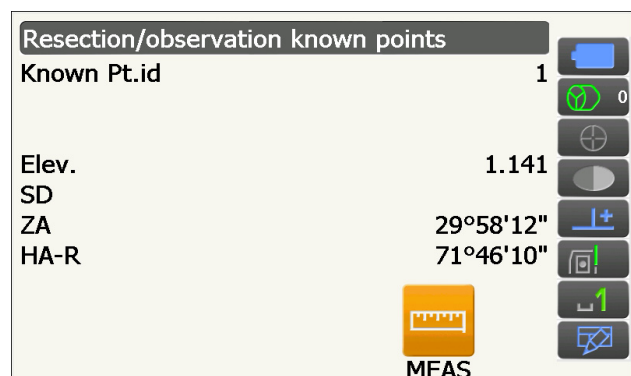 Resection/observation known points
Known Pt.id 1
0
Elev. 1.141
SD
ZA 29°58'12"
HA-R 71°46'10"
1
MEAS